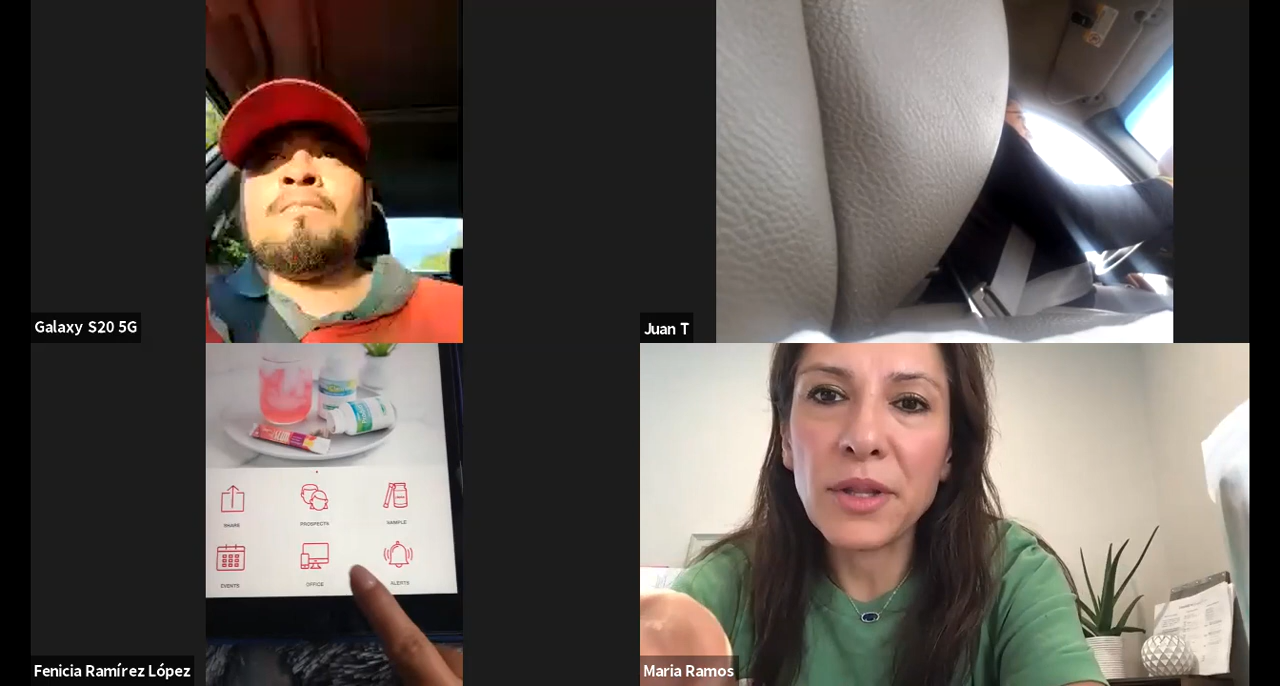 Galaxy S20 5G
Juan T
SHARE
PROSPECTS
SAMPLE
EVENTS
OFFICE
ALERTS
Fenicia Ramírez López
Maria Ramos